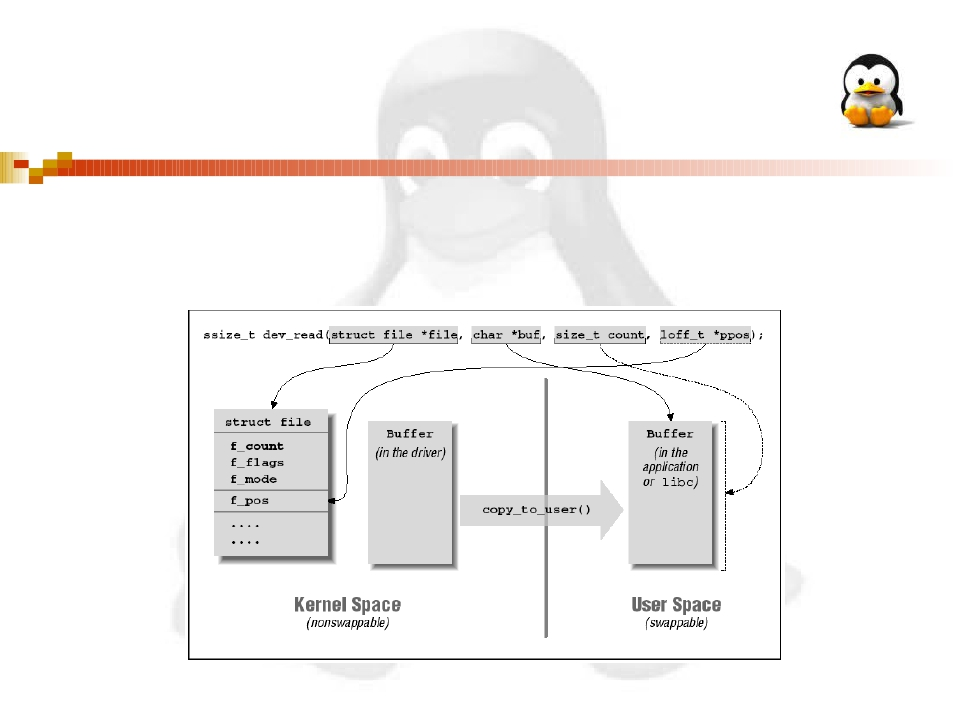 ssize_t dev_read(struct file *file, char *buf, size_t count, loff_t *ppos);
struct file
f_count
f_flags
f_mode
f_pos
....
....
Buffer
(in the driver)
copy_to_user()
Buffer
(in the
application
or libc)
Kernel Space
(nonswappable)
User Space
(swappable)